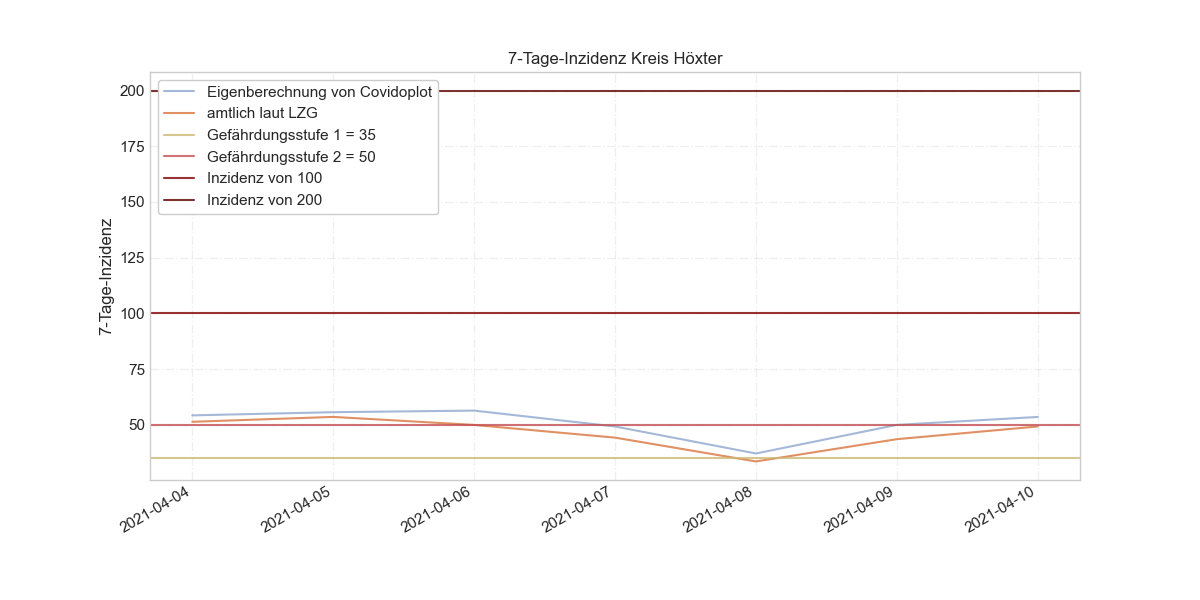 7-Tage-Inzidenz Kreis Höxter
Eigenberechnung von Covidoplot
amtlich laut LZG
Gefährdungsstufe 1 = 35
Gefährdungsstufe 2 = 50
Inzidenz von 100
Inzidenz von 200
7-Tage-Inzidenz
200
175
150
125
100
75
50
2021-04-04
2021-04-05
2021-04-06
2021-04-07
2021-04-08
2021-04-09
2021-04-10